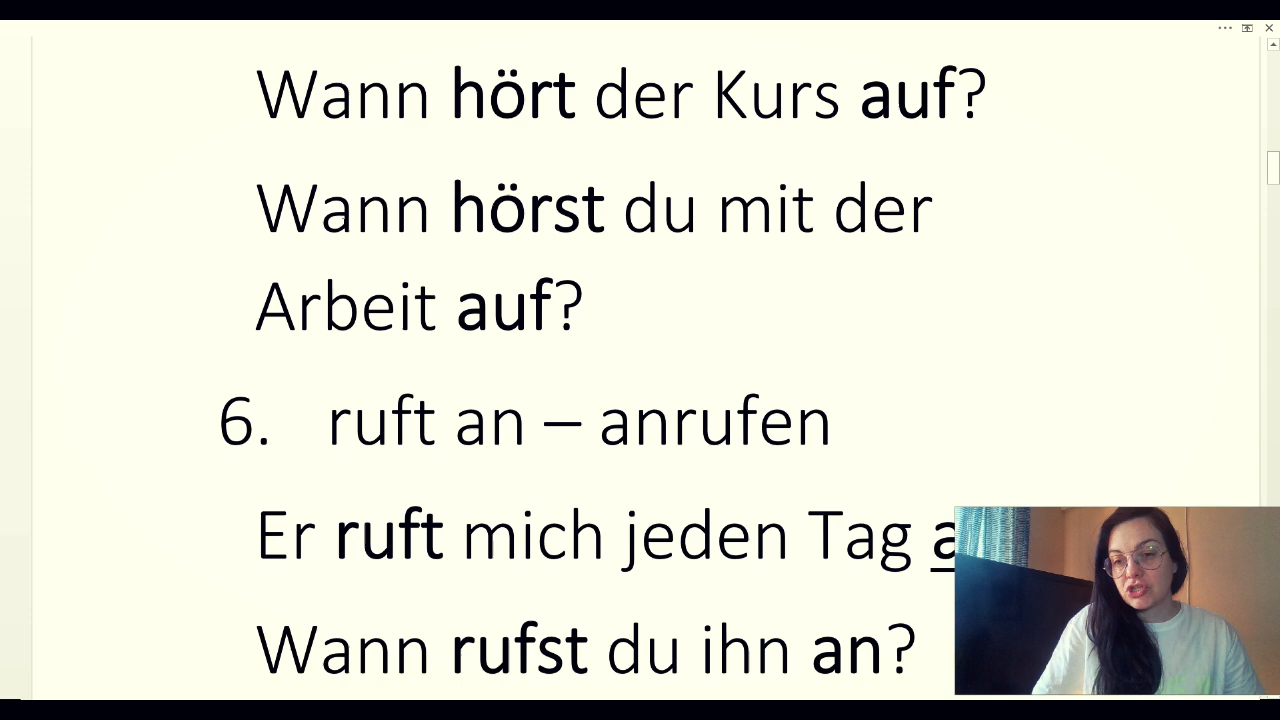 Wann hört der Kurs auf?
Wann hörst du mit der
Arbeit auf?
6. ruft an – anrufen
Er ruft mich jeden Tag
Wann rufst du ihn an?